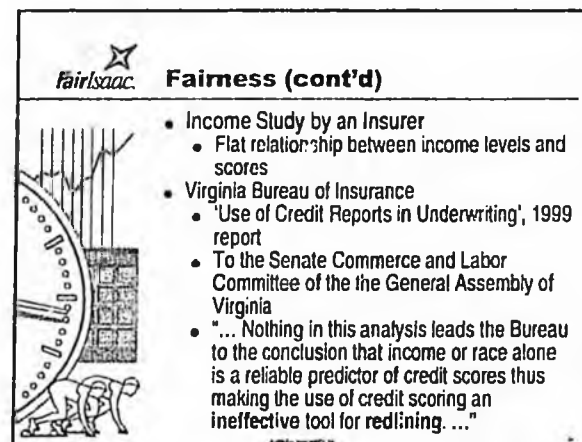 FairIsaac.
Fairness (cont'd)
• Income Study by an Insurer
• Flat relationship between income levels and
scores
• Virginia Bureau of Insurance
• 'Use of Credit Reports in Underwriting', 1999
report
• To the Senate Commerce and Labor
Committee of the the General Assembly of
Virginia
• "... Nothing in this analysis leads the Bureau
to the conclusion that income or race alone
is a reliable predictor of credit scores thus
making the use of credit scoring an
ineffective tool for redlining. ..."